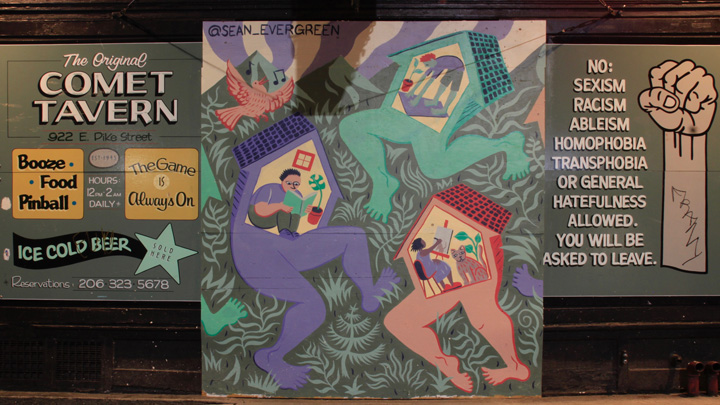 The Original
COMET
TAVERN
922 E. Pike Street
Booze •
• Food
Pinball •
HOURS:
12PM-2AM
DAILY+
The Game
IS
Always On
ICE COLD BEER
SOLD
HERE
Reservations: 206 323 5678
@SEAN_EVERGREEN
NO:
SEXISM
RACISM
ABLEISM
HOMOPHOBIA
TRANSPHOBIA
OR GENERAL
HATEFULNESS
ALLOWED.
YOU WILL BE
ASKED TO LEAVE.